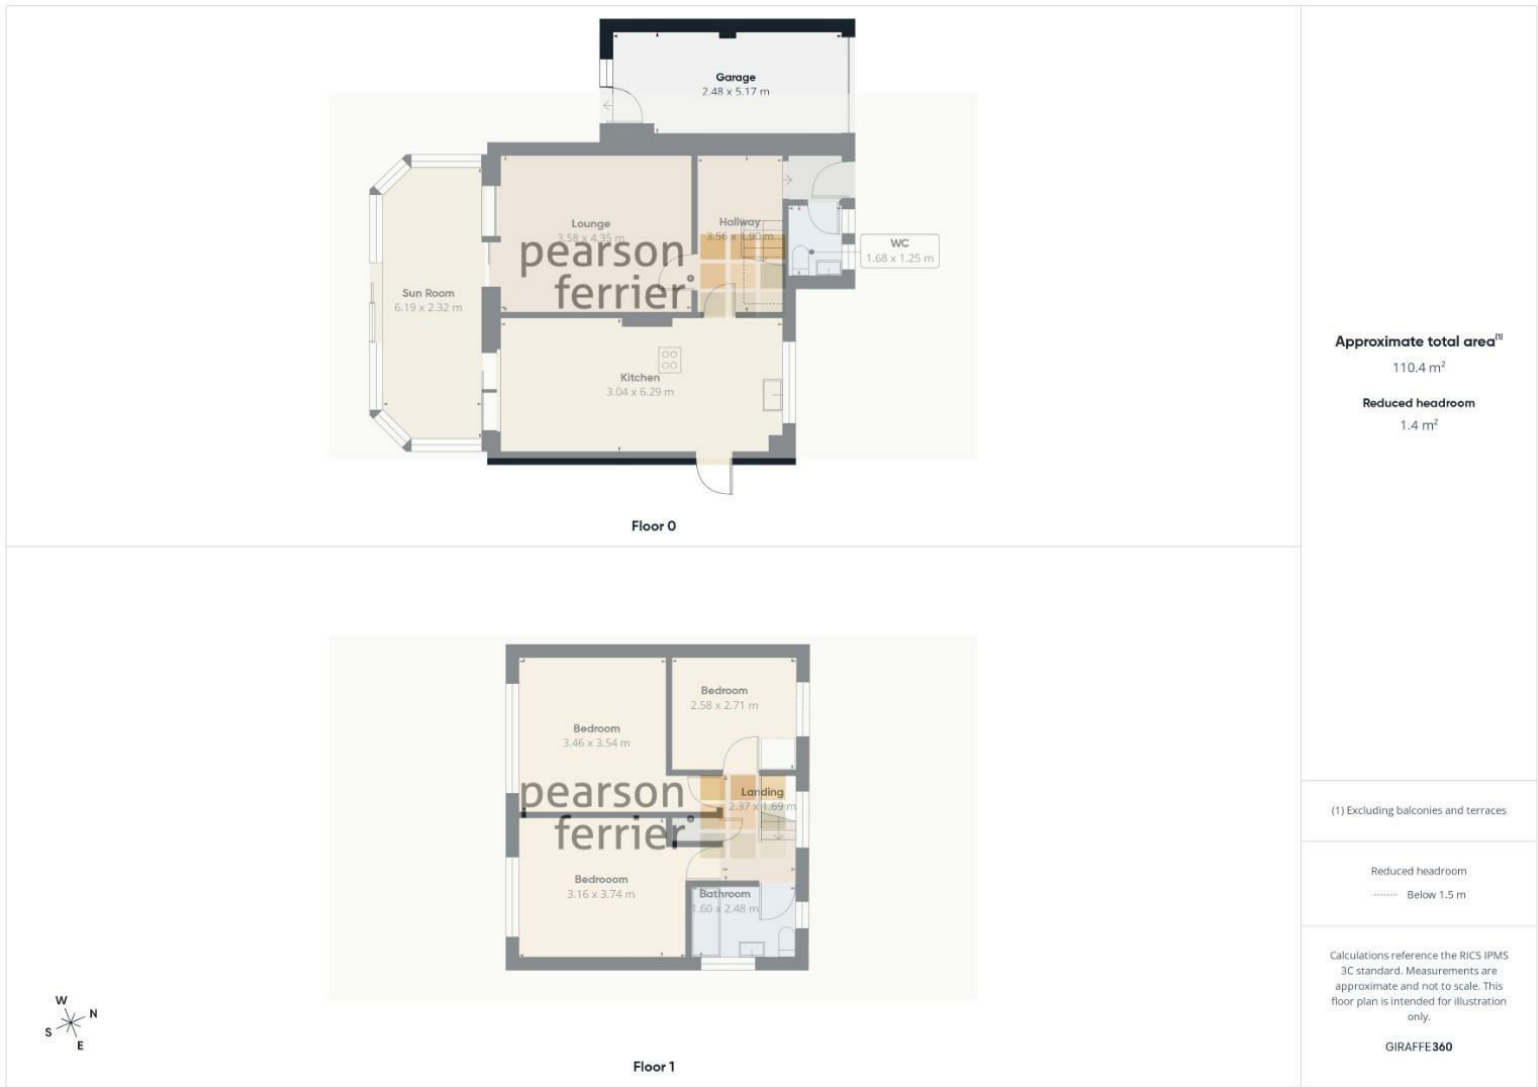 Garage
2.48 x 5.17 m
Lounge
3.58 x 4.35 m
Hallway
3.56 x 1.90 m
WC
1.68 x 1.25 m
Sun Room
6.19 x 2.32 m
pearson
ferrier
Kitchen
3.04 x 6.29 m
Floor 0
Approximate total area(1)
110.4 m²
Reduced headroom
1.4 m²
Bedroom
2.58 x 2.71 m
Bedroom
3.46 x 3.54 m
Landing
2.37 x 1.69 m
pearson
ferrier
Bedrooom
3.16 x 3.74 m
Bathroom
1.60 x 2.48 m
Floor 1
W
N
S
E
(1) Excluding balconies and terraces
Reduced headroom
Below 1.5 m
Calculations reference the RICS IPMS
3C standard. Measurements are
approximate and not to scale. This
floor plan is intended for illustration
only.
GIRAFFE360